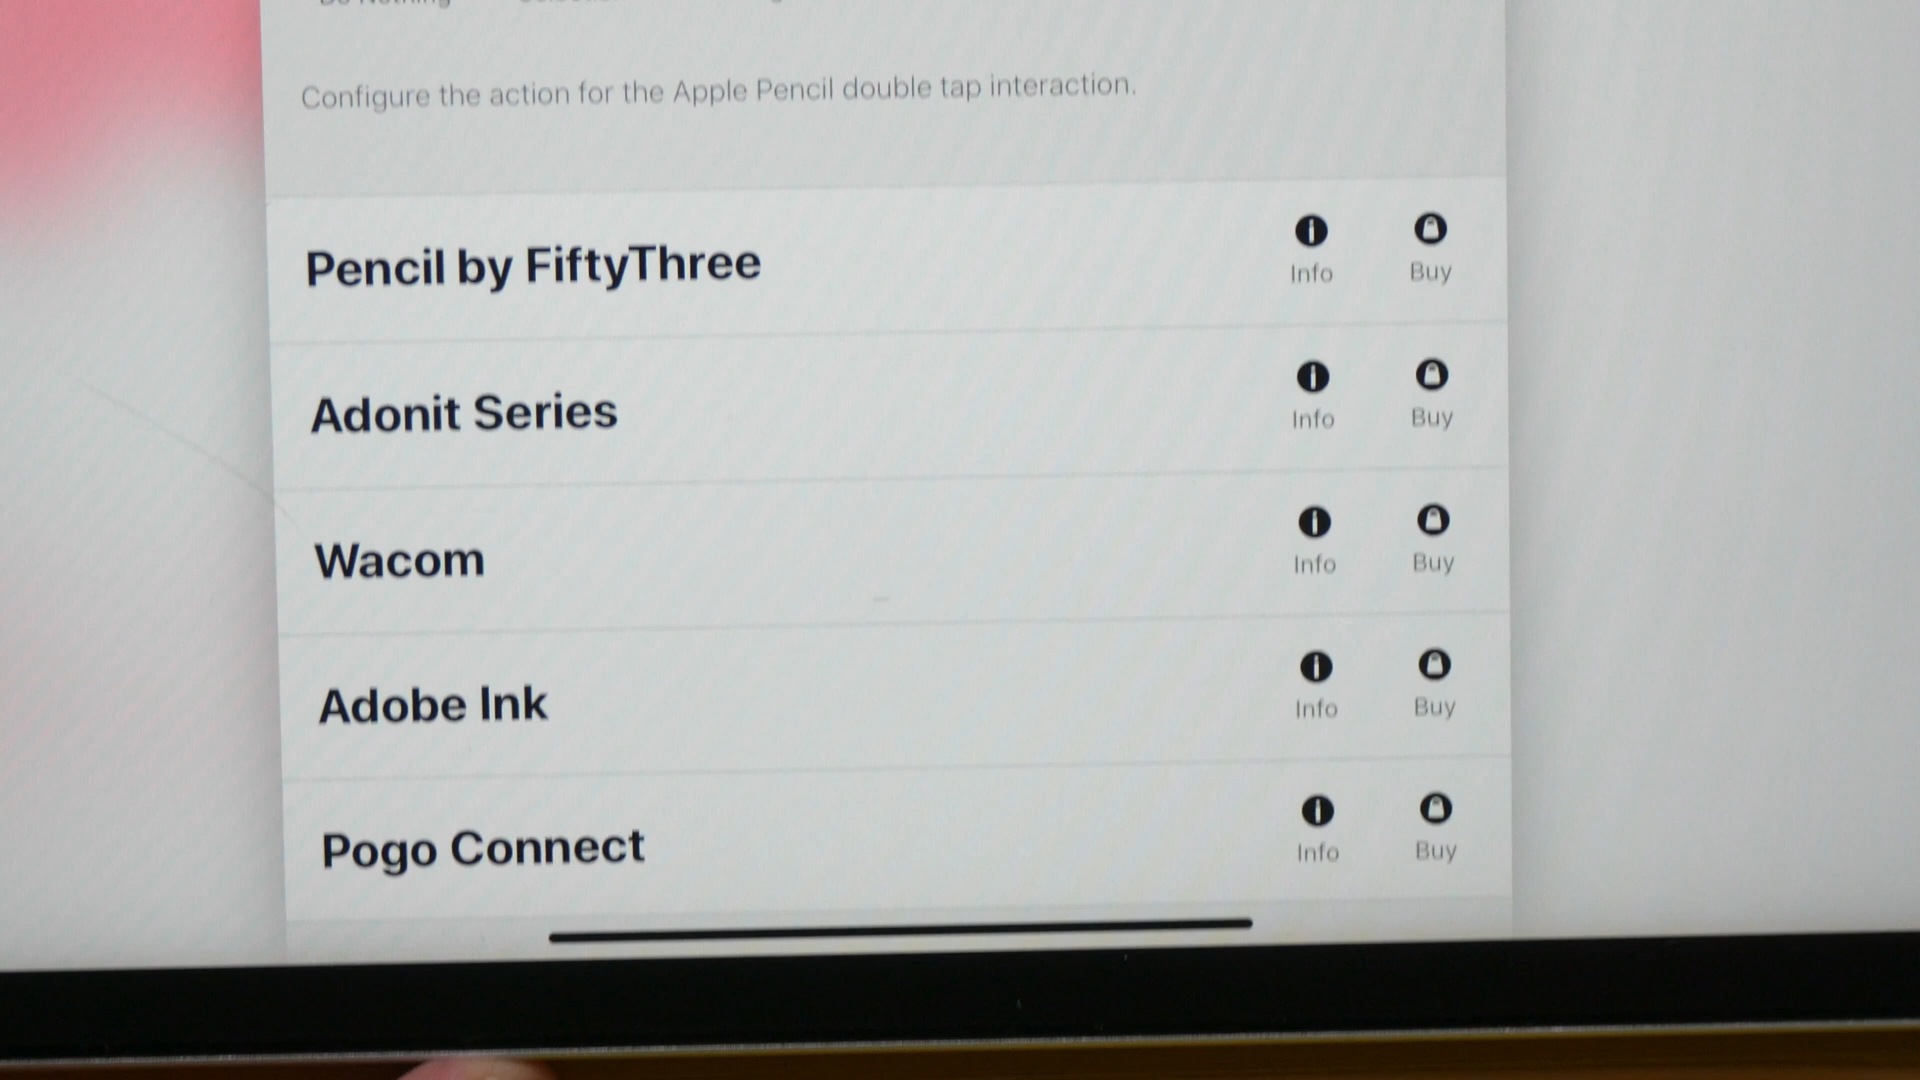 Configure the action for the Apple Pencil double tap interaction.
Pencil by FiftyThree
Info
Buy
Adonit Series
Info
Buy
Wacom
Info
Buy
Adobe Ink
Info
Buy
Pogo Connect
Info
Buy